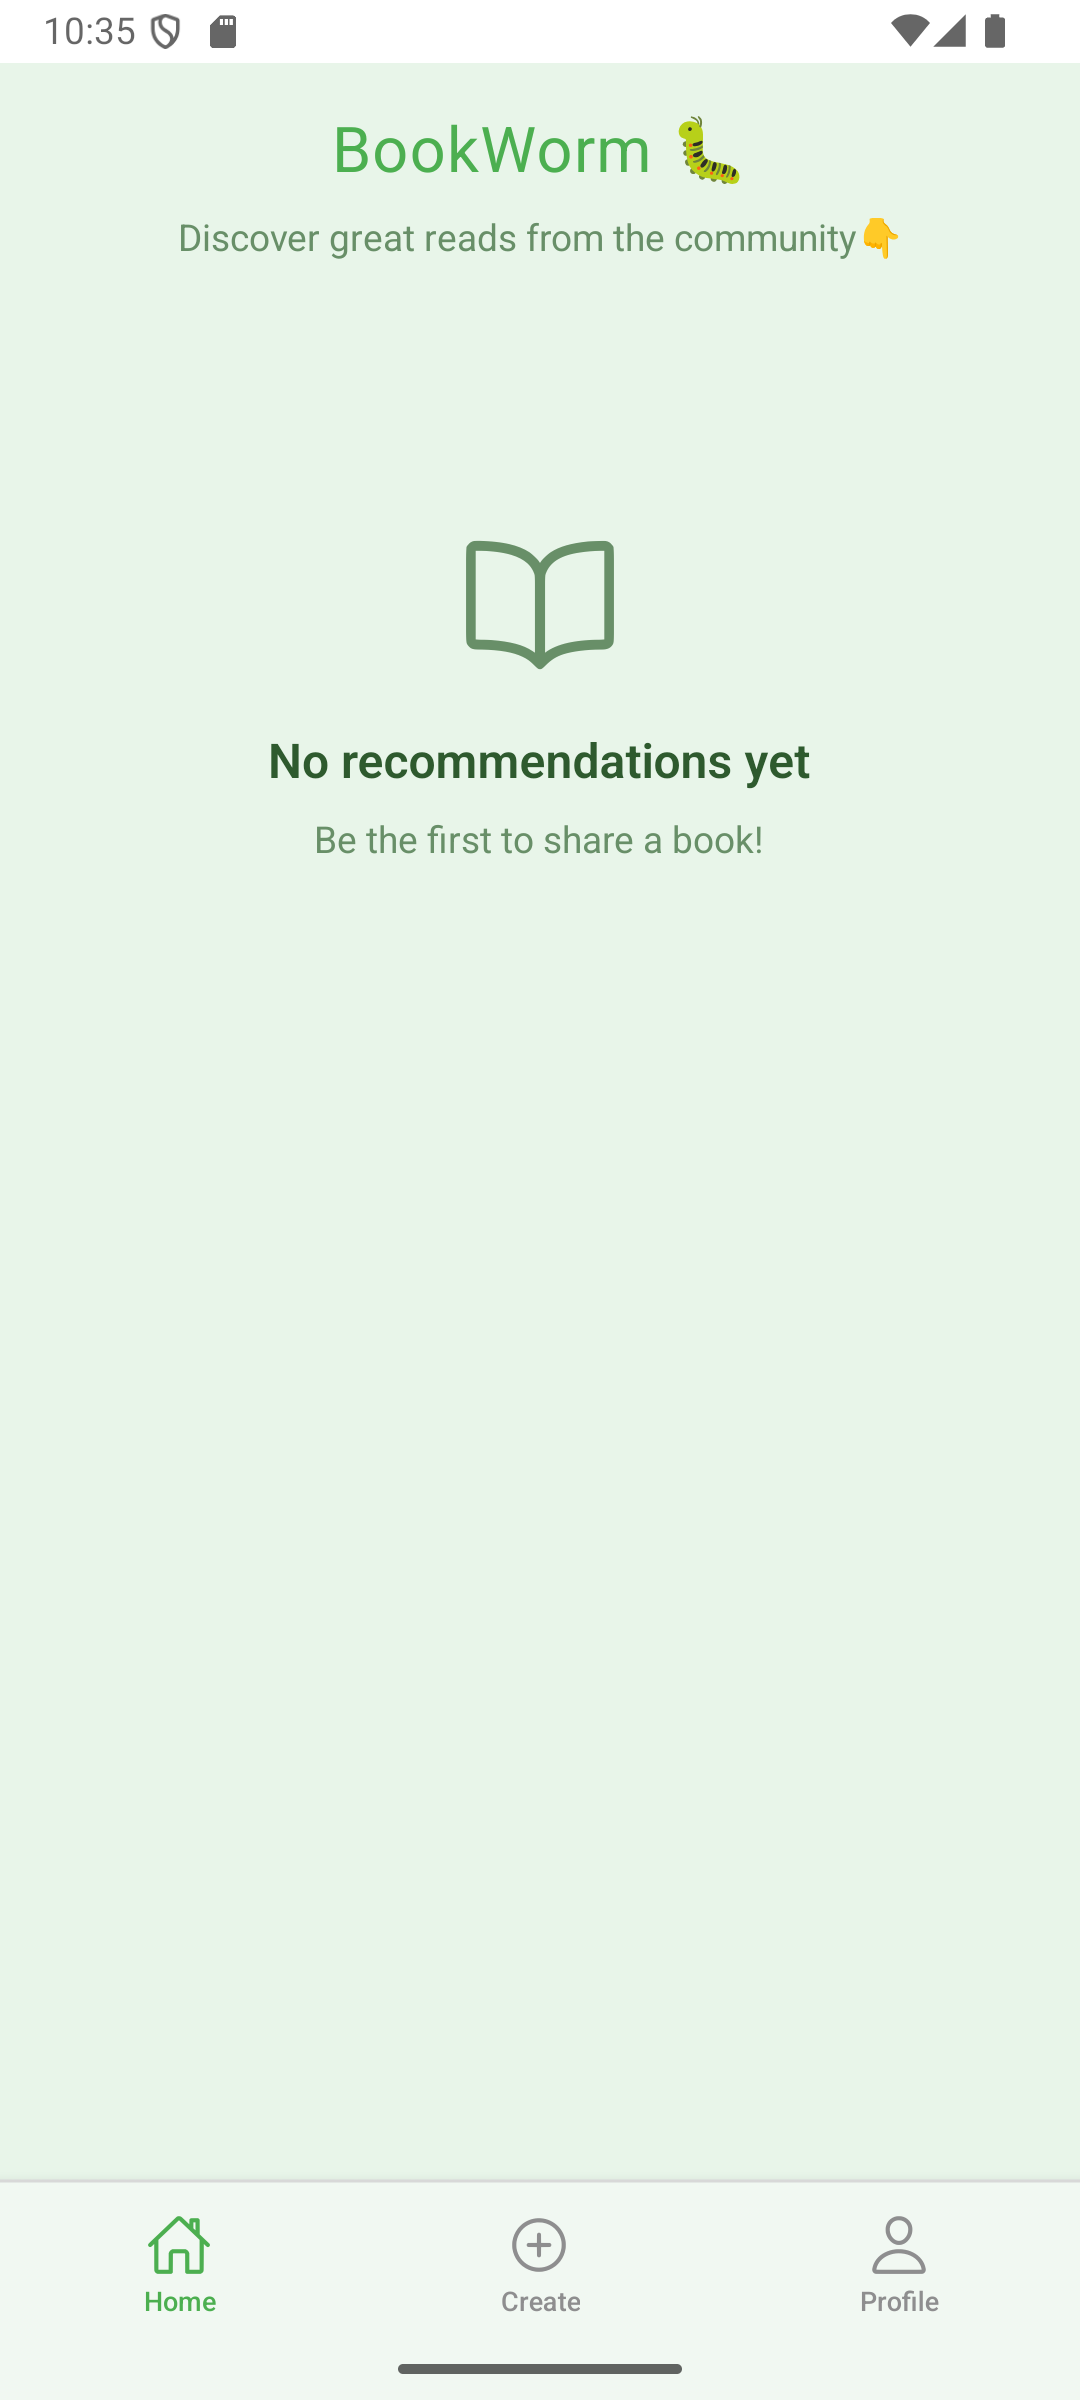 10:35
BookWorm 🐛
Discover great reads from the community👇
No recommendations yet
Be the first to share a book!
Home
Create
Profile